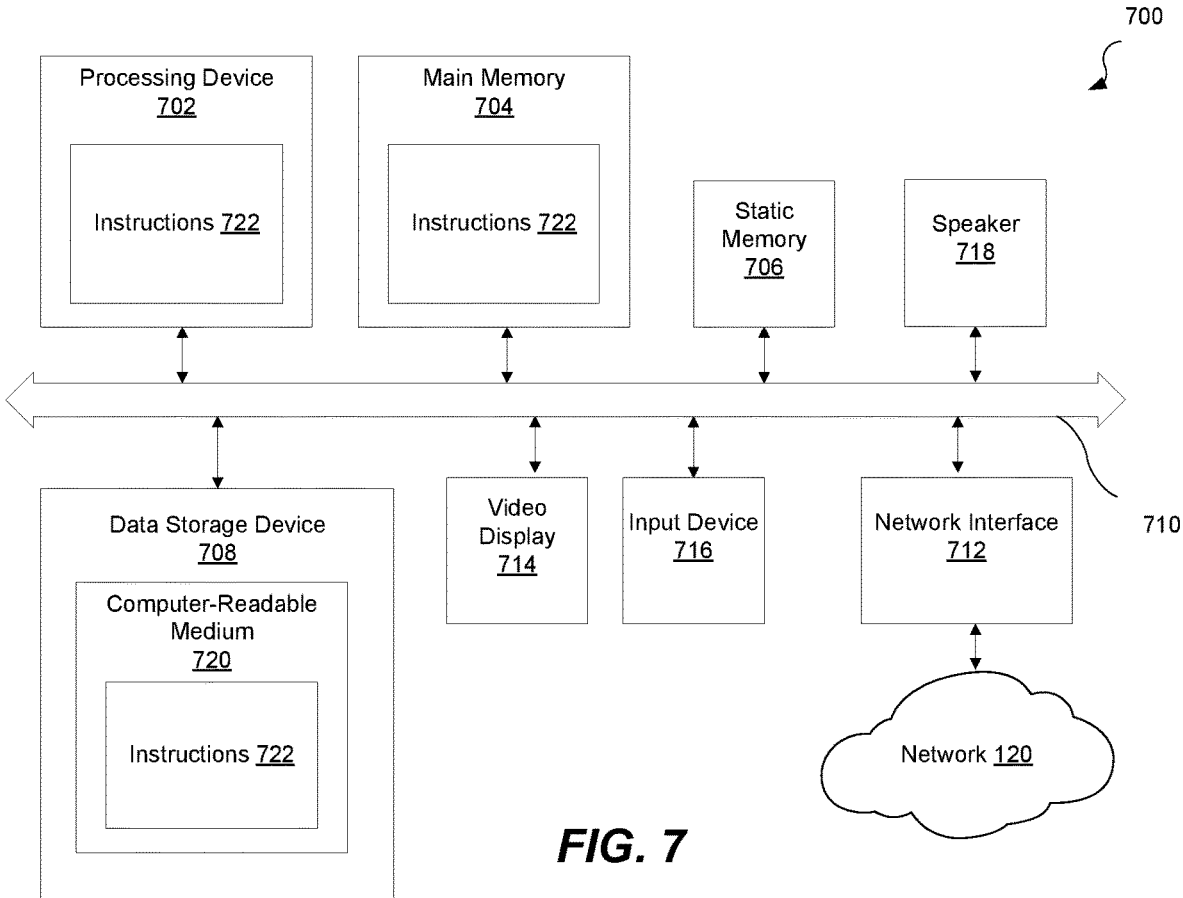 700
Processing Device
702
Instructions 722
Main Memory
704
Instructions 722
Static
Memory
706
Speaker
718
710
Data Storage Device
708
Computer-Readable
Medium
720
Instructions 722
Video
Display
714
Input Device
716
Network Interface
712
Network 120
FIG. 7